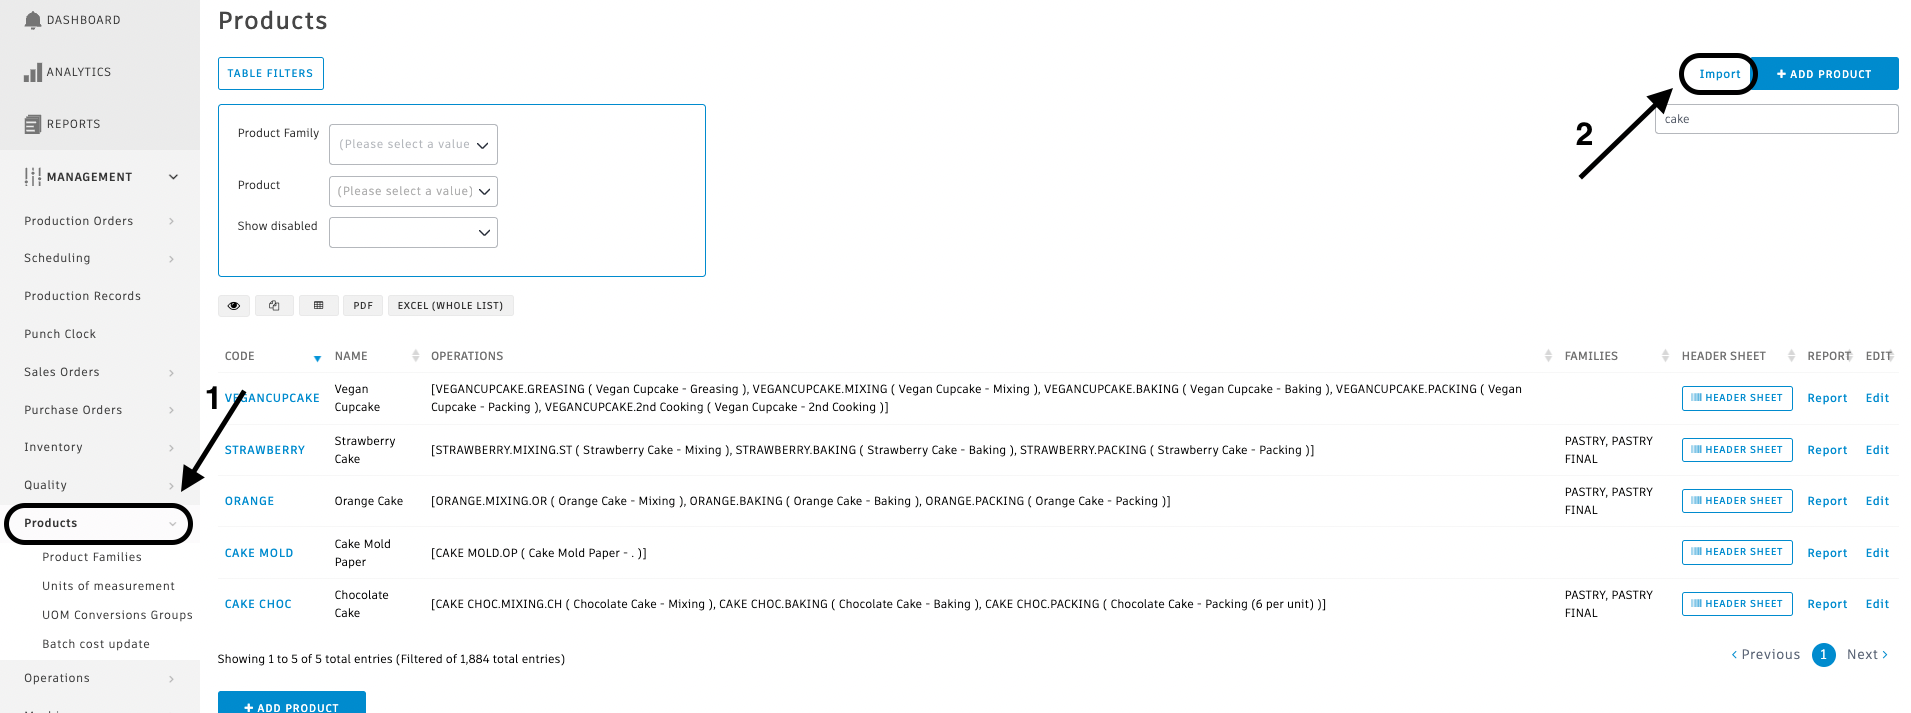 DASHBOARD
ANALYTICS
REPORTS
MANAGEMENT
Production Orders
Scheduling
Production Records
Punch Clock
Sales Orders
Purchase Orders
Inventory
Quality
Products
Product Families
Units of measurement
UOM Conversions Groups
Batch cost update
Operations
1
Products
TABLE FILTERS
Import
+ ADD PRODUCT
2
cake
Product Family (Please select a value
Product (Please select a value)
Show disabled
PDF EXCEL (WHOLE LIST)
CODE NAME OPERATIONS FAMILIES HEADER SHEET REPORT EDIT
VEGANCUPCAKE Vegan Cupcake [VEGANCUPCAKE.GREASING ( Vegan Cupcake - Greasing ), VEGANCUPCAKE.MIXING ( Vegan Cupcake - Mixing ), VEGANCUPCAKE.BAKING ( Vegan Cupcake - Baking ), VEGANCUPCAKE.PACKING ( Vegan
Cupcake - Packing ), VEGANCUPCAKE.2nd Cooking ( Vegan Cupcake - 2nd Cooking )] HEADER SHEET Report Edit
STRAWBERRY Strawberry Cake [STRAWBERRY.MIXING.ST ( Strawberry Cake - Mixing ), STRAWBERRY.BAKING ( Strawberry Cake - Baking ), STRAWBERRY.PACKING ( Strawberry Cake - Packing )] PASTRY, PASTRY FINAL HEADER SHEET Report Edit
ORANGE Orange Cake [ORANGE.MIXING.OR ( Orange Cake - Mixing ), ORANGE.BAKING ( Orange Cake - Baking ), ORANGE.PACKING ( Orange Cake - Packing )] PASTRY, PASTRY FINAL HEADER SHEET Report Edit
CAKE MOLD Cake Mold Paper [CAKE MOLD.OP ( Cake Mold Paper - . )] HEADER SHEET Report Edit
CAKE CHOC Chocolate Cake [CAKE CHOC.MIXING.CH ( Chocolate Cake - Mixing ), CAKE CHOC.BAKING ( Chocolate Cake - Baking ), CAKE CHOC.PACKING ( Chocolate Cake - Packing (6 per unit) )] PASTRY, PASTRY FINAL HEADER SHEET Report Edit
Showing 1 to 5 of 5 total entries (Filtered of 1,884 total entries)
Previous 1 Next
+ ADD PRODUCT